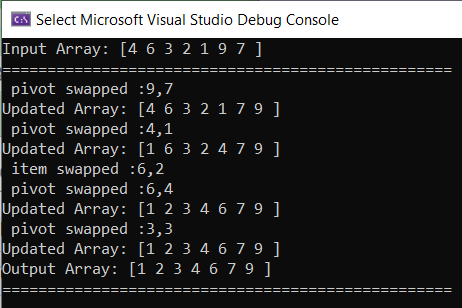 Select Microsoft Visual Studio Debug Console
Input Array: [4 6 3 2 1 9 7 ]
==================================================
pivot swapped :9,7
Updated Array: [4 6 3 2 1 7 9 ]
pivot swapped :4,1
Updated Array: [1 6 3 2 4 7 9 ]
item swapped :6,2
pivot swapped :6,4
Updated Array: [1 2 3 4 6 7 9 ]
pivot swapped :3,3
Updated Array: [1 2 3 4 6 7 9 ]
Output Array: [1 2 3 4 6 7 9 ]
==================================================